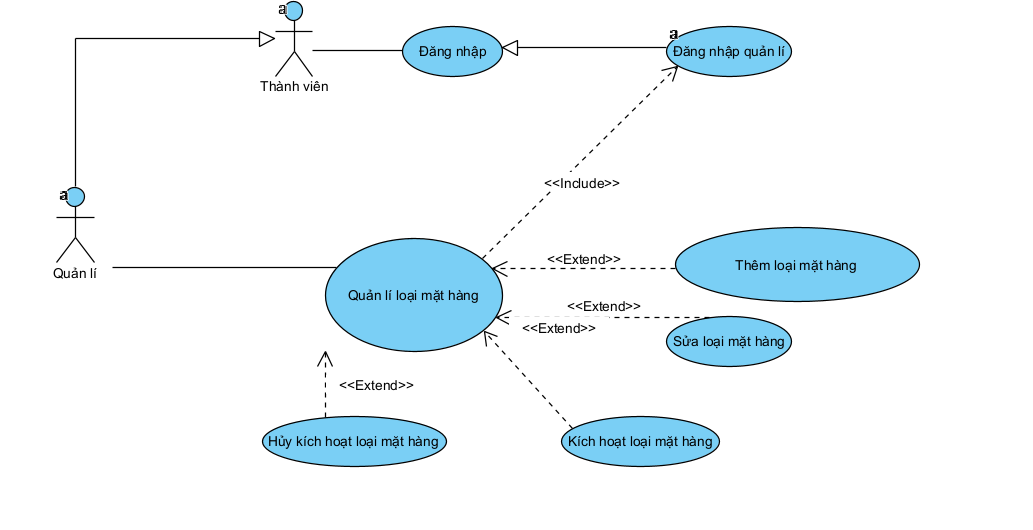 a
Thành viên
Đăng nhập
a
Đăng nhập quản lí
<<Include>>
a
Quản lí
Quản lí loại mặt hàng
<<Extend>>
Thêm loại mặt hàng
<<Extend>>
<<Extend>>
Sửa loại mặt hàng
<<Extend>>
Hủy kích hoạt loại mặt hàng
Kích hoạt loại mặt hàng